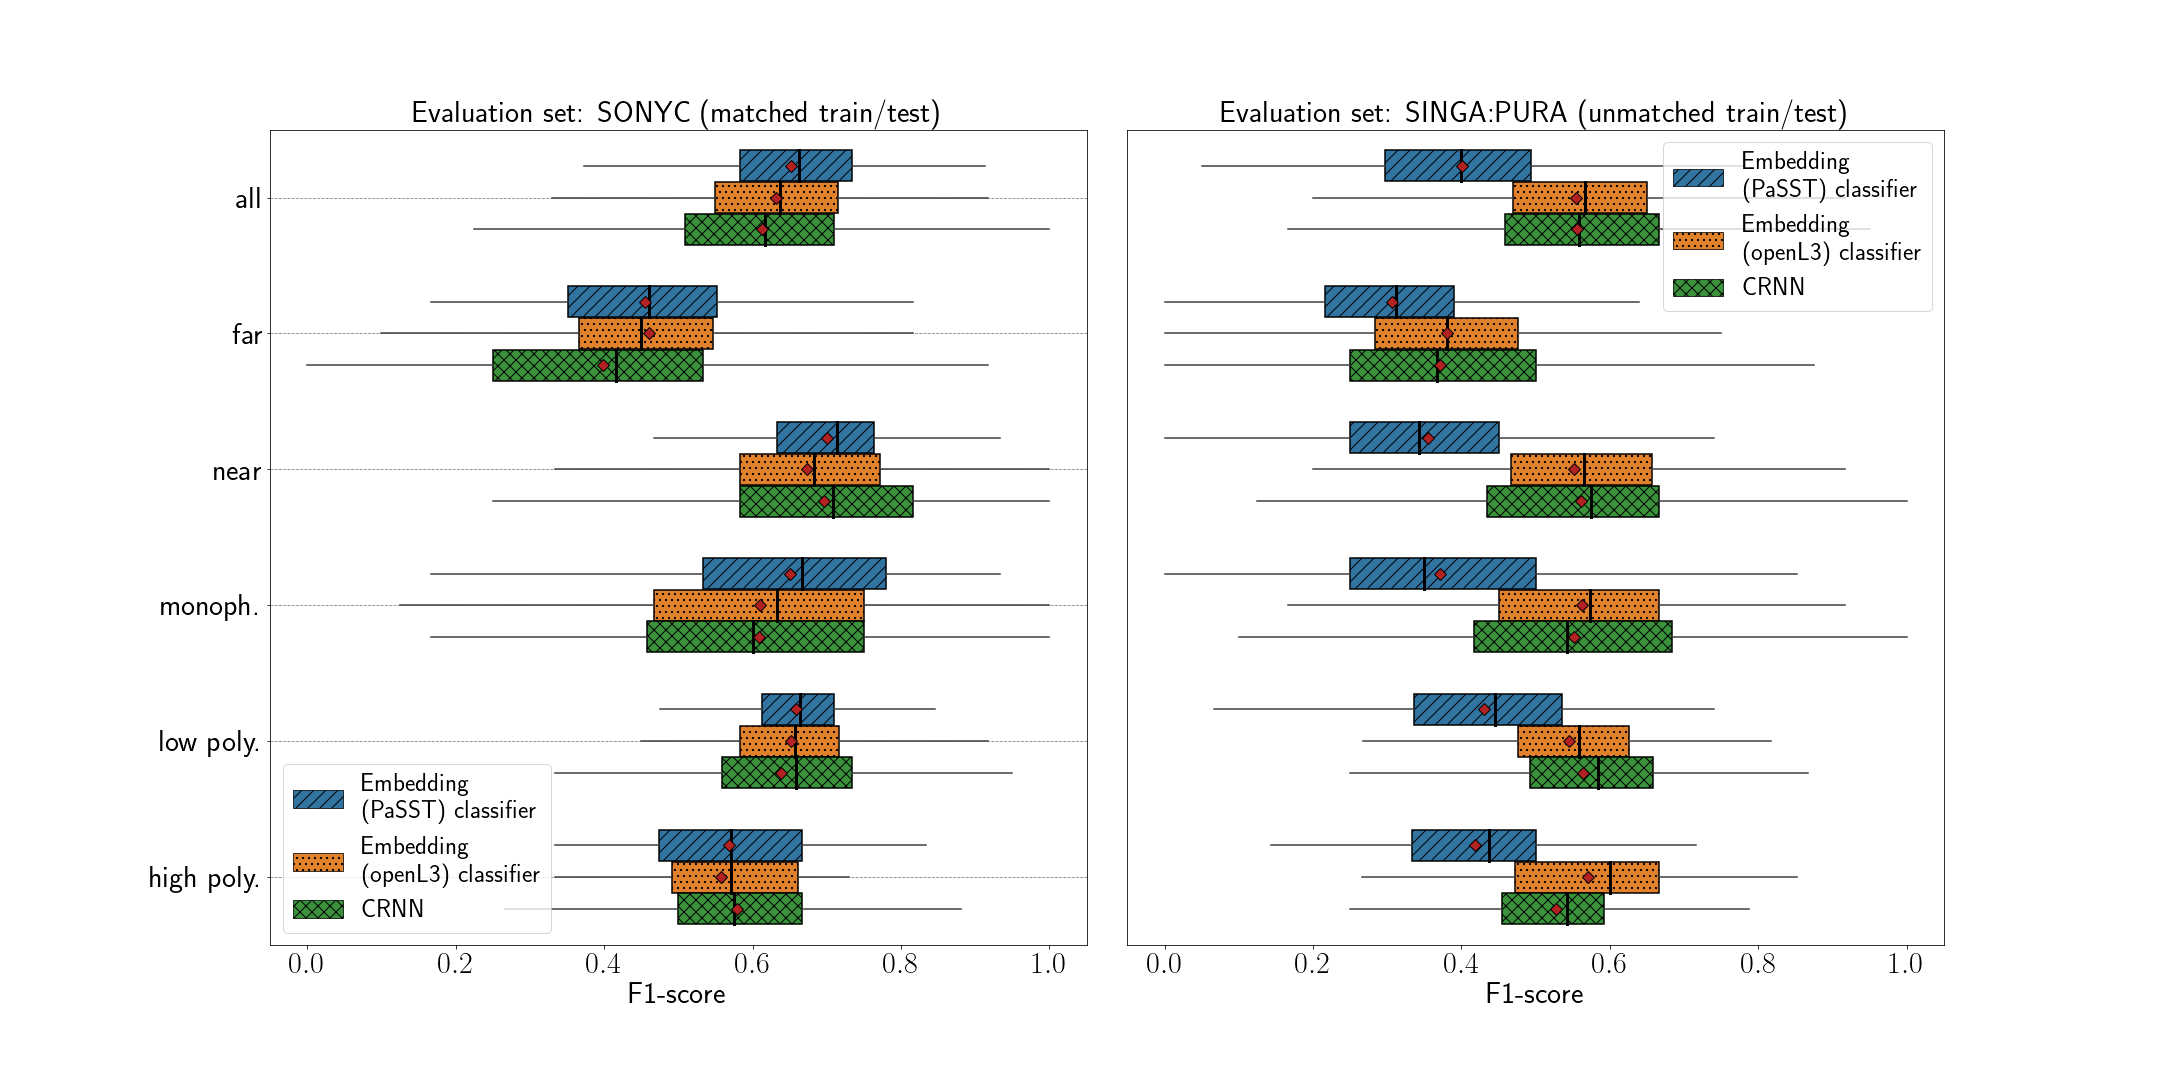 Evaluation set: SONYC (matched train/test)
all
far
near
monoph.
low poly.
high poly.
Embedding
(PaSST) classifier
Embedding
(openL3) classifier
CRNN
0.0 0.2 0.4 0.6 0.8 1.0
F1-score
Evaluation set: SINGA:PURA (unmatched train/test)
Embedding
(PaSST) classifier
Embedding
(openL3) classifier
CRNN
0.0 0.2 0.4 0.6 0.8 1.0
F1-score